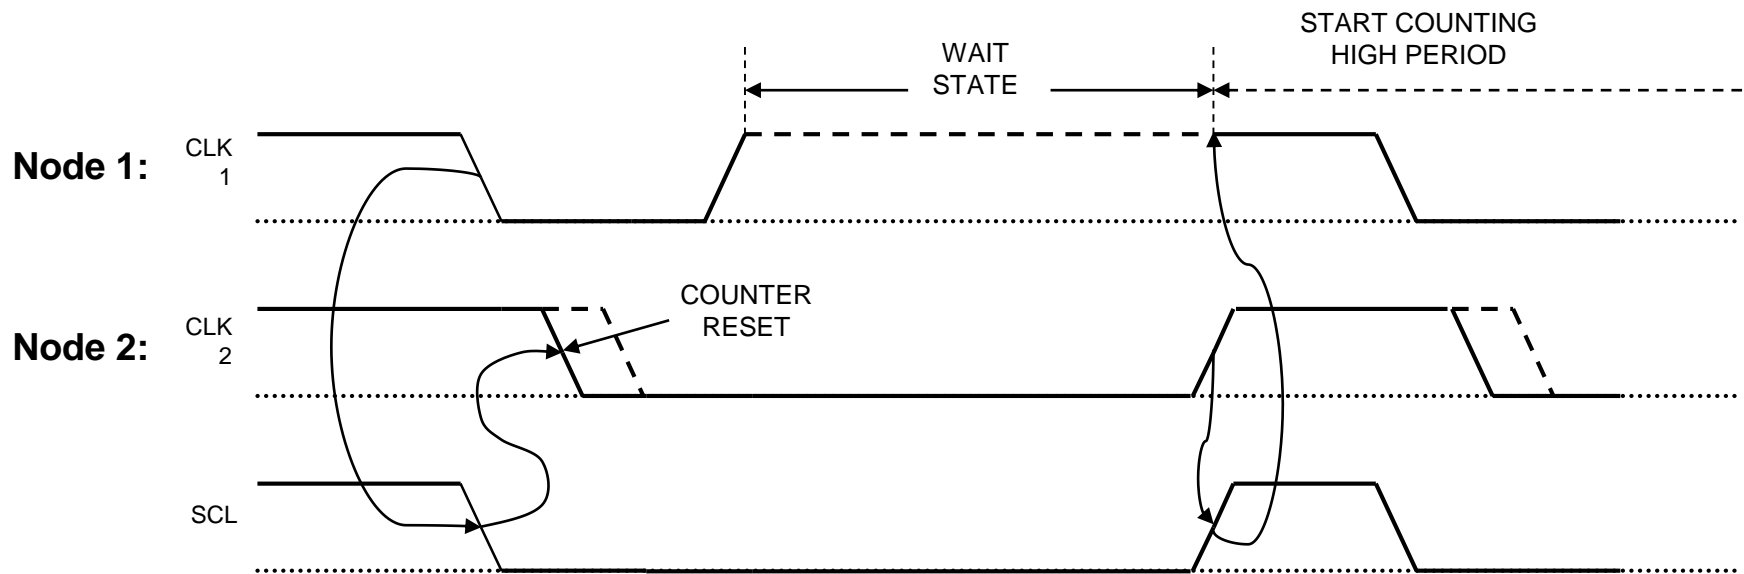 START COUNTING
HIGH PERIOD
WAIT
STATE
Node 1:
CLK
1
COUNTER
RESET
Node 2:
CLK
2
SCL